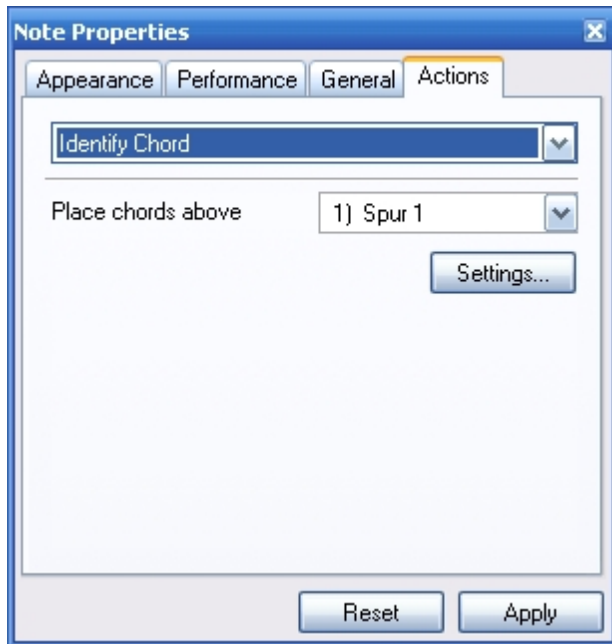 Note Properties
Appearance Performance General Actions
Identify Chord
Place chords above 1) Spur 1
Settings...
Reset Apply